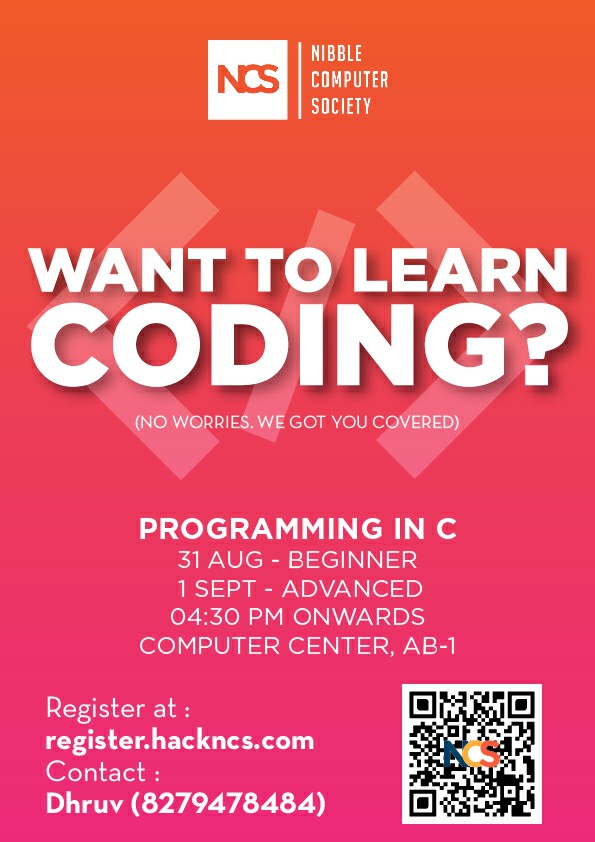 NCS
NIBBLE
COMPUTER
SOCIETY
WANT TO LEARN
CODING?
(NO WORRIES. WE GOT YOU COVERED)
PROGRAMMING IN C
31 AUG - BEGINNER
1 SEPT - ADVANCED
04:30 PM ONWARDS
COMPUTER CENTER, AB-1
Register at :
register.hackncs.com
Contact :
Dhruv (8279478484)
NCS